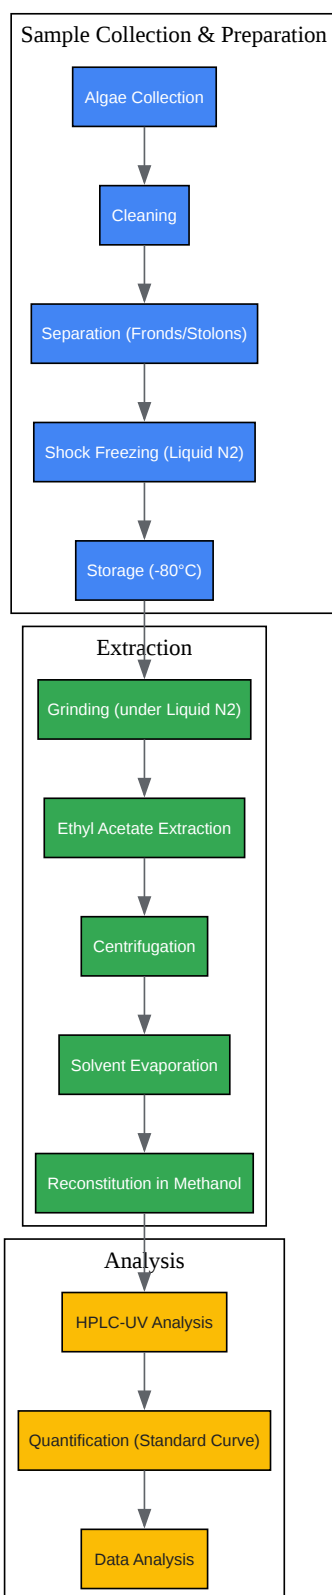 Sample Collection & Preparation
Algae Collection
Cleaning
Separation (Fronds/Stolons)
Shock Freezing (Liquid N2)
Storage (-80°C)
Extraction
Grinding (under Liquid N2)
Ethyl Acetate Extraction
Centrifugation
Solvent Evaporation
Reconstitution in Methanol
Analysis
HPLC-UV Analysis
Quantification (Standard Curve)
Data Analysis